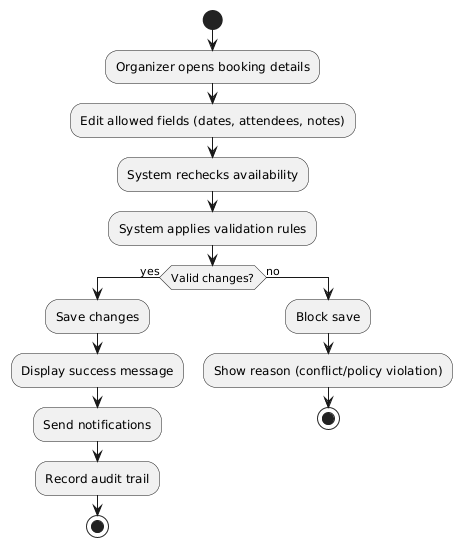 Organizer opens booking details
Edit allowed fields (dates, attendees, notes)
System rechecks availability
System applies validation rules
yes
Valid changes?
no
Save changes
Display success message
Send notifications
Record audit trail
Block save
Show reason (conflict/policy violation)